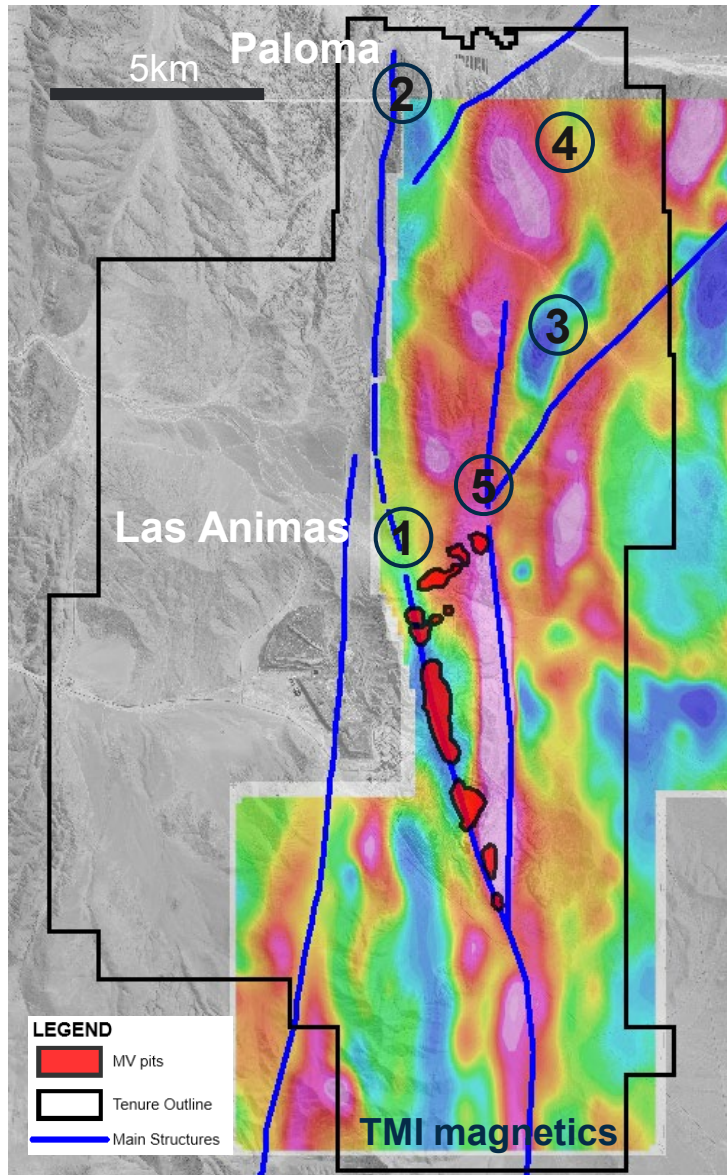 Paloma
5km
2
4
3
5
Las Animas
1
LEGEND
MV pits
Tenure Outline
Main Structures
TMI magnetics